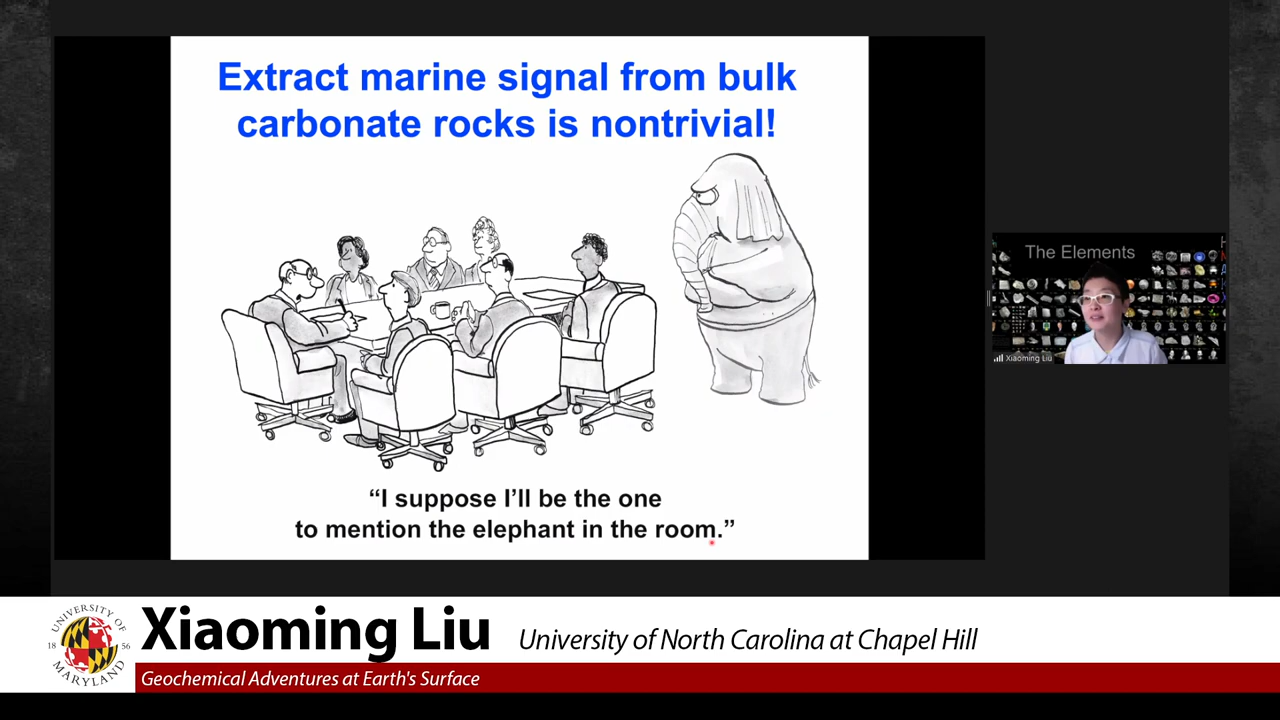 Extract marine signal from bulk
carbonate rocks is nontrivial!
“I suppose I’ll be the one
to mention the elephant in the room.”
The Elements
Xiaoming Liu
UNIVERSITY OF
18 56
MARYLAND
Xiaoming Liu
University of North Carolina at Chapel Hill
Geochemical Adventures at Earth's Surface